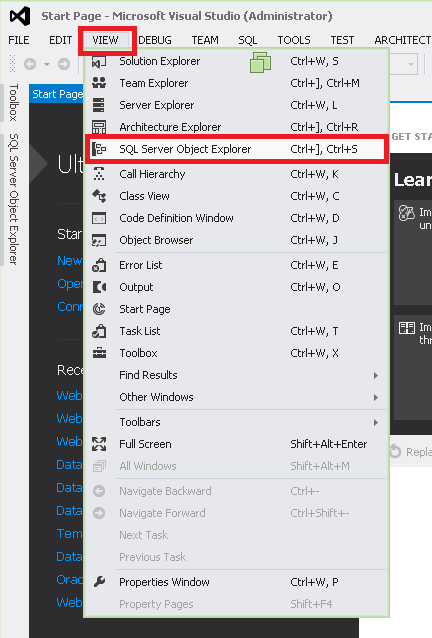 Start Page - Microsoft Visual Studio (Administrator)
FILE EDIT VIEW DEBUG TEAM SQL TOOLS TEST ARCHITECT
Solution Explorer Ctrl+W, S
Team Explorer Ctrl+], Ctrl+M
Server Explorer Ctrl+W, L
Architecture Explorer Ctrl+], Ctrl+R
SQL Server Object Explorer Ctrl+], Ctrl+S
Call Hierarchy Ctrl+W, K
Class View Ctrl+W, C
Code Definition Window Ctrl+W, D
Object Browser Ctrl+W, J
Error List Ctrl+W, E
Output Ctrl+W, O
Start Page
Task List Ctrl+W, T
Toolbox Ctrl+W, X
Find Results
Other Windows
Toolbars
Full Screen Shift+Alt+Enter
All Windows Shift+Alt+M
Navigate Backward Ctrl+-
Navigate Forward Ctrl+Shift+-
Next Task
Previous Task
Properties Window Ctrl+W, P
Property Pages Shift+F4
Toolbox
SQL Server Object Explorer
Start Page
Ult
Star
New
Open
Conn
Rece
Web
Web
Web
Data
Data
Data
Tem
Data
Orac
Web
GET STA
Lear
Im
un
Im
thr
Repla